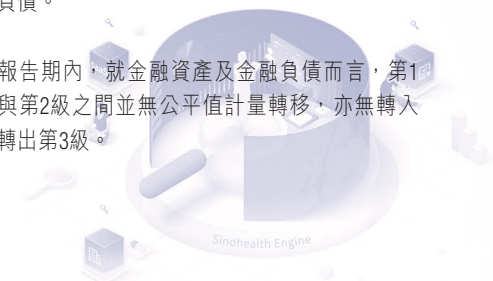 負債。
報告期內，就金融資產及金融負債而言，第1
與第2級之間並無公平值計量轉移，亦無轉入
轉出第3級。
Sinohealth Engine